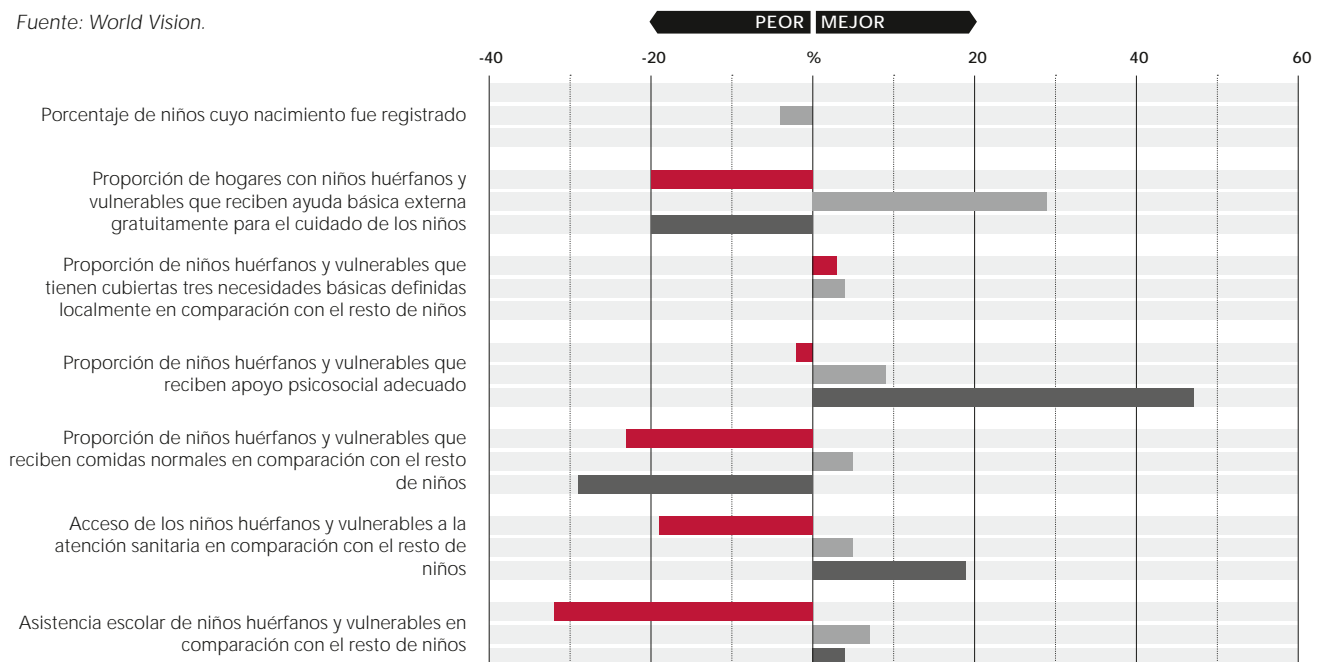 Fuente: World Vision.
PEOR MEJOR
-40 -20 % 20 40 60
Porcentaje de niños cuyo nacimiento fue registrado
Proporción de hogares con niños huérfanos y
vulnerables que reciben ayuda básica externa
gratuitamente para el cuidado de los niños
Proporción de niños huérfanos y vulnerables que
tienen cubiertas tres necesidades básicas definidas
localmente en comparación con el resto de niños
Proporción de niños huérfanos y vulnerables que
reciben apoyo psicosocial adecuado
Proporción de niños huérfanos y vulnerables que
reciben comidas normales en comparación con el resto
de niños
Acceso de los niños huérfanos y vulnerables a la
atención sanitaria en comparación con el resto de
niños
Asistencia escolar de niños huérfanos y vulnerables en
comparación con el resto de niños